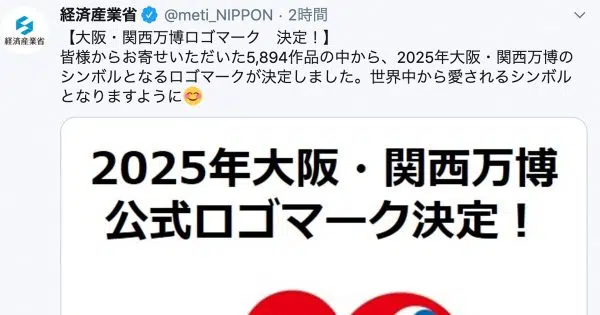 経済産業省 @meti_NIPPON・2時間
経済産業省
【大阪・関西万博ロゴマーク　決定！】
皆様からお寄せいただいた5,894作品の中から、2025年大阪・関西万博の
シンボルとなるロゴマークが決定しました。世界中から愛されるシンボル
となりますように😊
2025年大阪・関西万博
公式ロゴマーク決定！